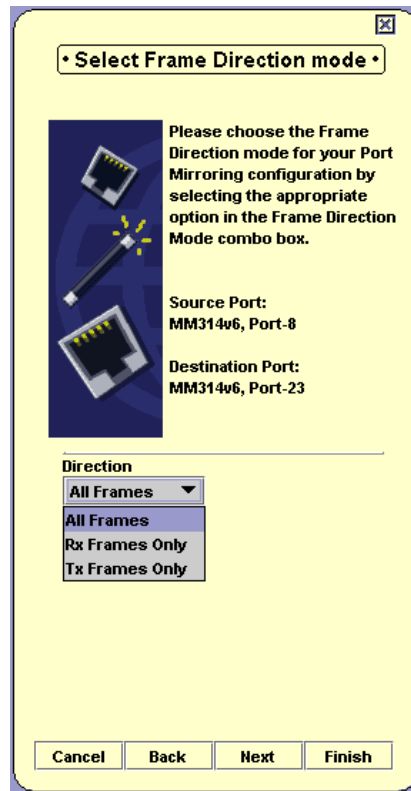 • Select Frame Direction mode •
Please choose the Frame
Direction mode for your Port
Mirroring configuration by
selecting the appropriate
option in the Frame Direction
Mode combo box.
Source Port:
MM314v6, Port-8
Destination Port:
MM314v6, Port-23
Direction
All Frames
All Frames
Rx Frames Only
Tx Frames Only
Cancel Back Next Finish